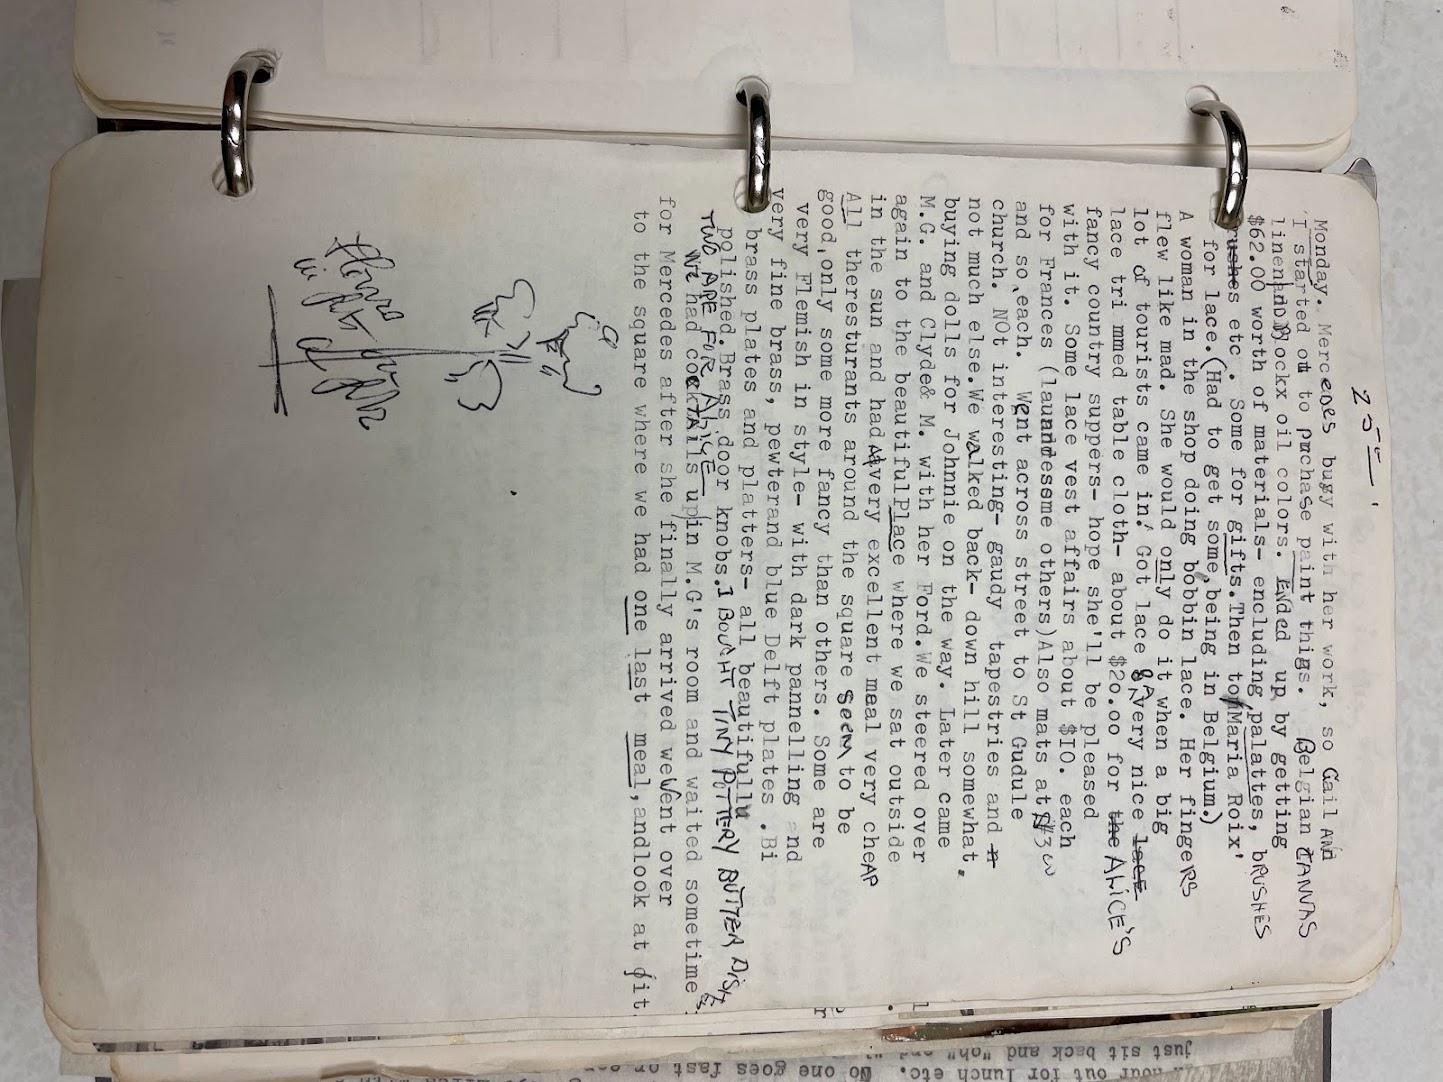 25
Monday. Mercedes bugy with her work, so Gail AND
I started out to puchase paint thigs. Belgian CANVAS
linen AND Blockx oil colors. Ended up by getting
$62.00 worth of materials- encluding palattes, bRUSHES
rushes etc . Some for gifts.Then to Maria Roix'
for lace.(Had to get some,being in Belgium.)
A woman in the shop doing bobbin lace. Her fingeRS
flew like mad. She would only do it when a big
lot of tourists came in. Got lace & A very nice lace
lace tri mmed table cloth- about $20.00 for the ALICE'S
fancy country suppers- hope she'll be pleased
with it. Some lace vest affairs about $IO. each
for Frances (laundresssome others)Also mats at $3 00
and so,each. Went across street to St Gudule
church. NOt interesting- gaudy tapestries and n
not much else.We walked back- down hill somewhat,
buying dolls for Johnnie on the way. Later came
M.G. and Clyde& M. with her Ford.We steered over
again to the beautifulPlace where we sat outside
in the sun and had A very excellent maal very cheAP
All theresturants around the square SEEM to be
good,only some more fancy than others. Some are
very Flemish in style- with dark pannelling and
very fine brass, pewterand blue Delft plates .Bi
brass plates and platters- all beautifully
polished.Brass door knobs.I BOUGHT TINY POTTERY BUTTER DISHES
TWO ARE FOR ALICE
We had cocktAils up in M.G's room and waited sometime
for Mercedes after she finally arrived weWent over
to the square where we had one last meal,andlook at it.
in pots
just sit back and "oh" and
hour out for lunch etc. No one goes fast or